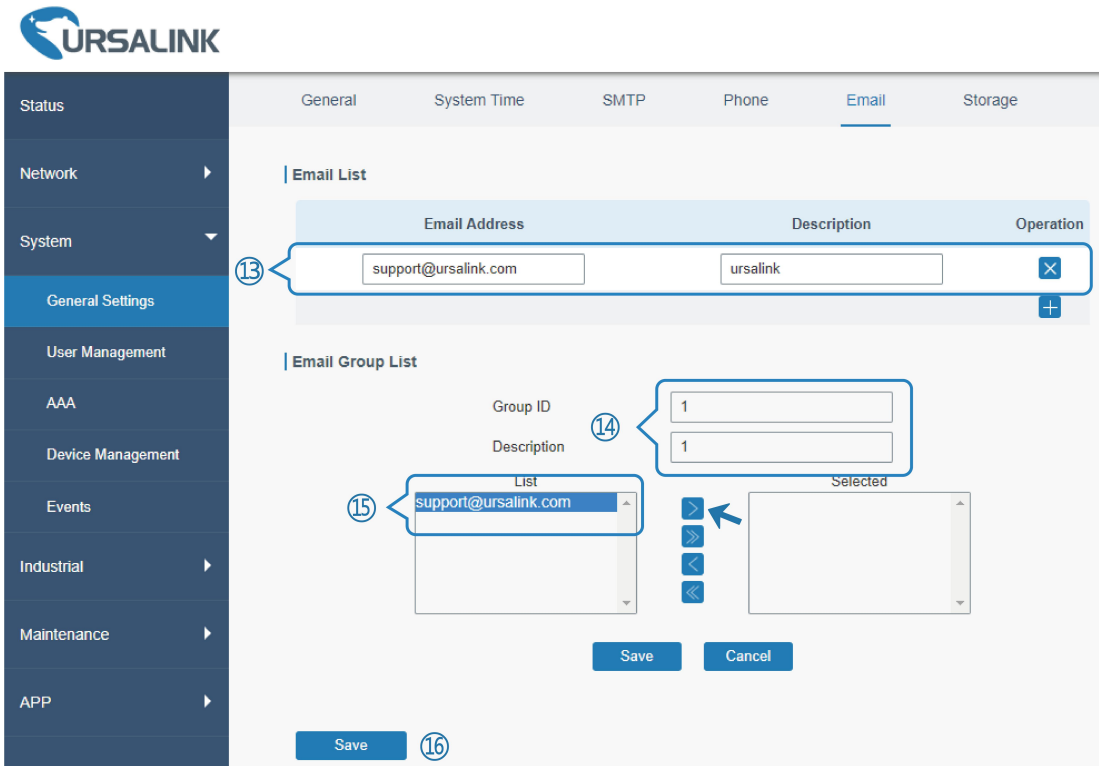 URSALINK
Status
Network
System
General Settings
User Management
AAA
Device Management
Events
Industrial
Maintenance
APP
General System Time SMTP Phone Email Storage
Email List
Email Address Description Operation
⑬ support@ursalink.com ursalink
Email Group List
Group ID 1
⑭
Description 1
List Selected
⑮ support@ursalink.com
Save Cancel
Save ⑯